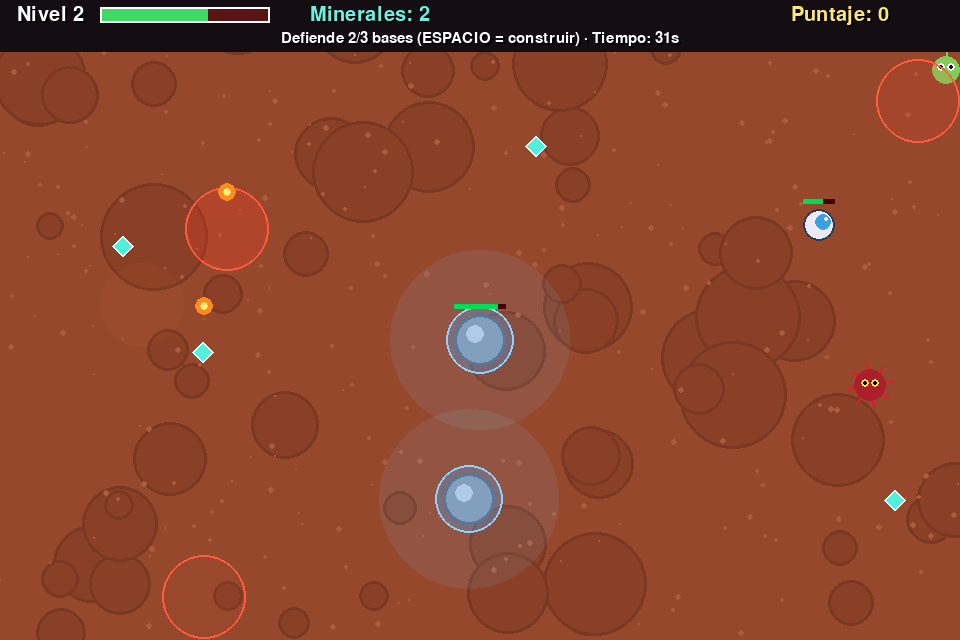 Nivel 2
Minerales: 2
Puntaje: 0
Defiende 2/3 bases (ESPACIO = construir) · Tiempo: 31s